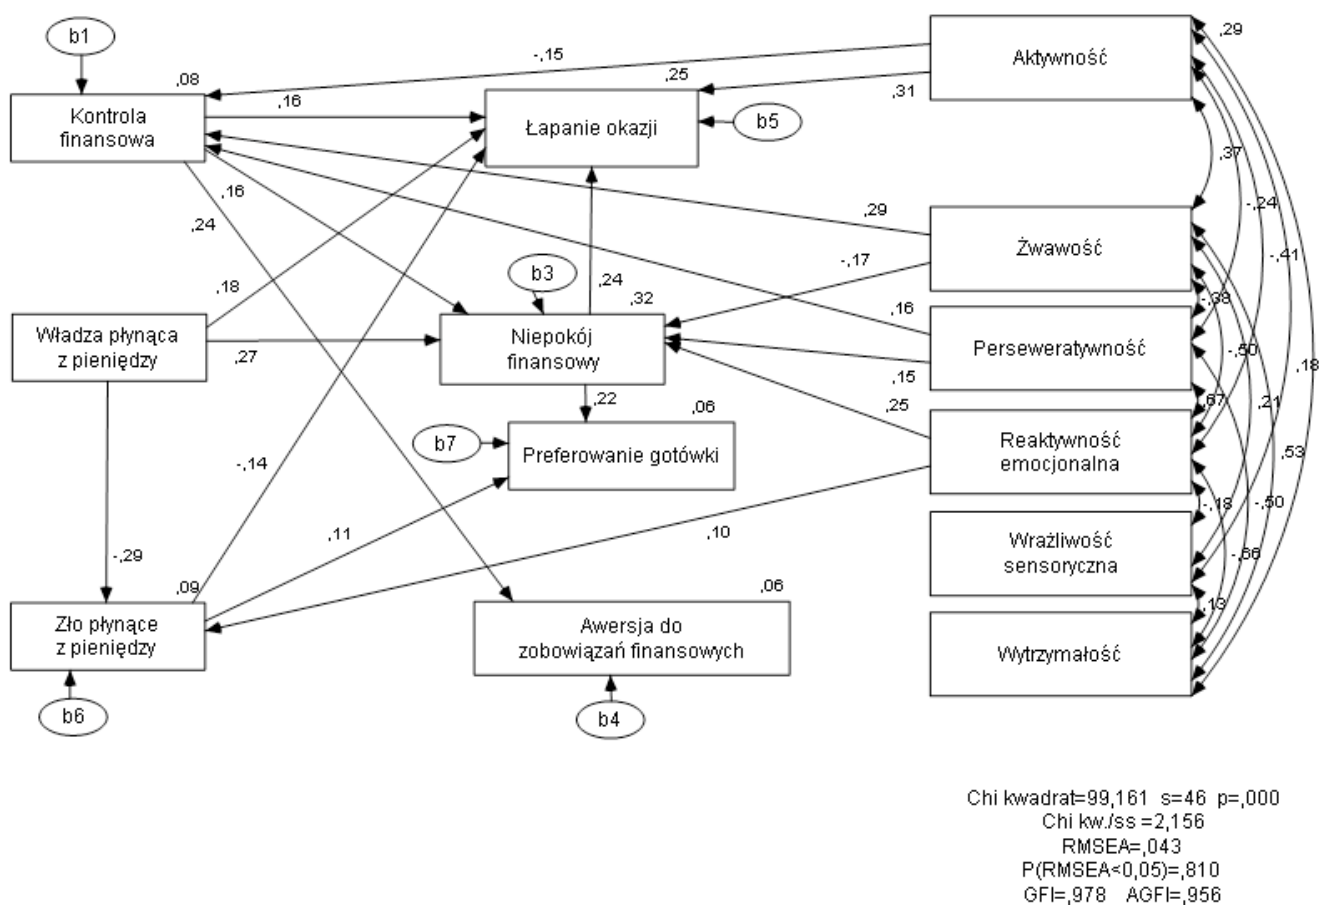 b1
,29
-,15
Aktywność
,08
,25
,16
,31
Kontrola
finansowa
Łapanie okazji
b5
,37
,16
,24
,29
-,24
Żwawość
-,41
b3
-,17
,18
,24
,32
-,38
,16
Władza płynąca
z pieniędzy
Niepokój
finansowy
Perseweratywność
,27
-,50
,18
,15
,22
,06
,25
,67
,21
b7
Preferowanie gotówki
Reaktywność
emocjonalna
-,14
,53
-,18
-,50
,11
,10
Wrażliwość
sensoryczna
-,29
-,66
,09
,06
,13
Zło płynące
z pieniędzy
Awersja do
zobowiązań finansowych
Wytrzymałość
b6
b4
Chi kwadrat=99,161 s=46 p=,000
Chi kw./ss =2,156
RMSEA=,043
P(RMSEA<0,05)=,810
GFI=,978 AGFI=,956